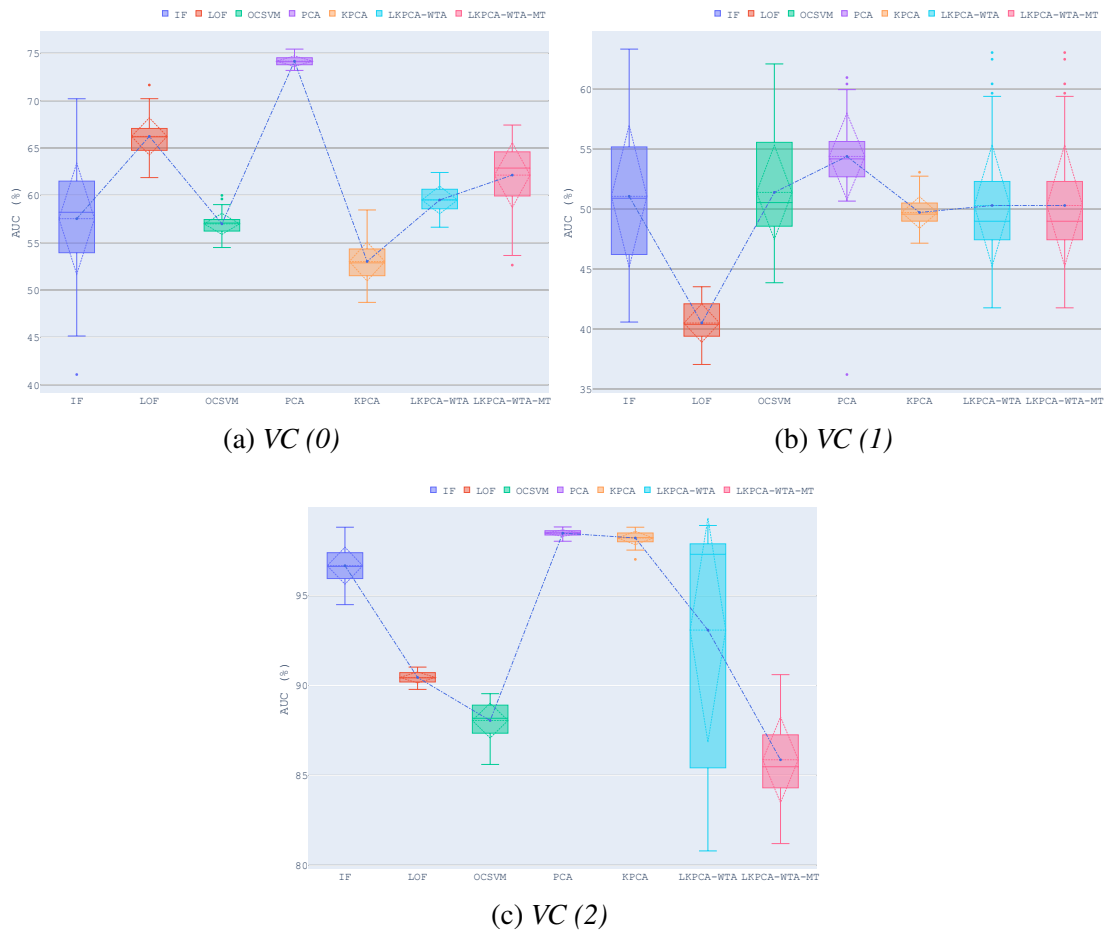 IF LOF OCSVM PCA KPCA LKPCA-WTA LKPCA-WTA-MT
75
70
65
60
55
50
45
40
AUC (%)
IF LOF OCSVM PCA KPCA LKPCA-WTA LKPCA-WTA-MT
(a) VC (0)
IF LOF OCSVM PCA KPCA LKPCA-WTA LKPCA-WTA-MT
60
55
50
45
40
35
AUC (%)
IF LOF OCSVM PCA KPCA LKPCA-WTA LKPCA-WTA-MT
(b) VC (1)
IF LOF OCSVM PCA KPCA LKPCA-WTA LKPCA-WTA-MT
95
90
85
80
AUC (%)
IF LOF OCSVM PCA KPCA LKPCA-WTA LKPCA-WTA-MT
(c) VC (2)